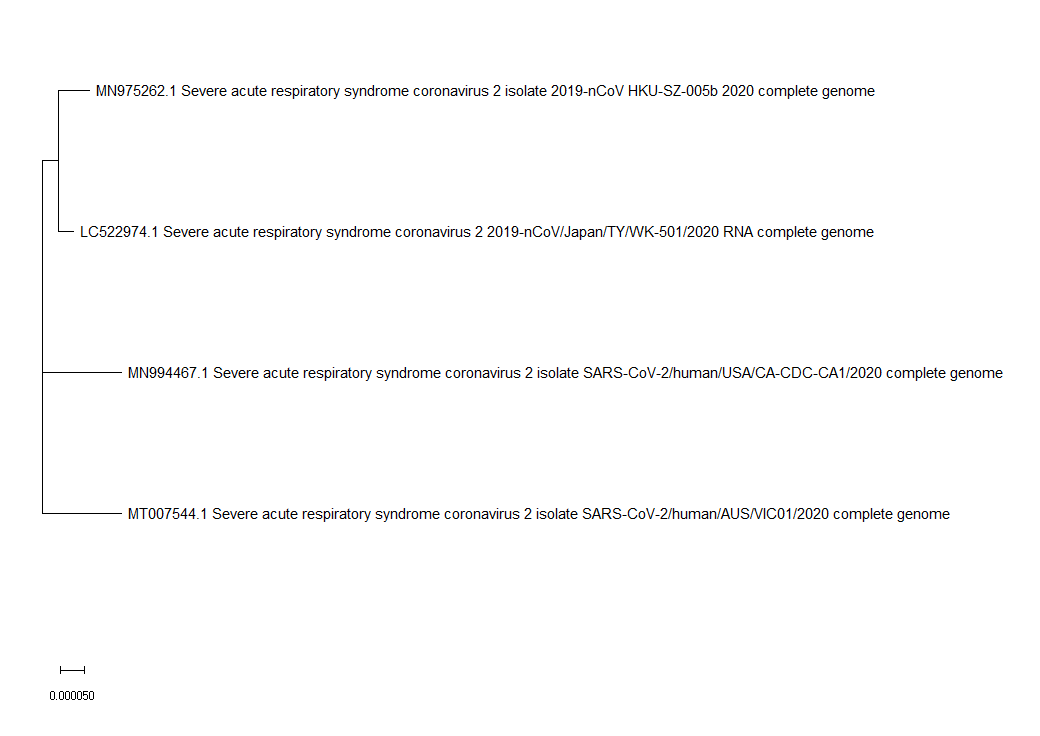 MN975262.1 Severe acute respiratory syndrome coronavirus 2 isolate 2019-nCoV HKU-SZ-005b 2020 complete genome
LC522974.1 Severe acute respiratory syndrome coronavirus 2 2019-nCoV/Japan/TY/WK-501/2020 RNA complete genome
MN994467.1 Severe acute respiratory syndrome coronavirus 2 isolate SARS-CoV-2/human/USA/CA-CDC-CA1/2020 complete genome
MT007544.1 Severe acute respiratory syndrome coronavirus 2 isolate SARS-CoV-2/human/AUS/VIC01/2020 complete genome
0.000050